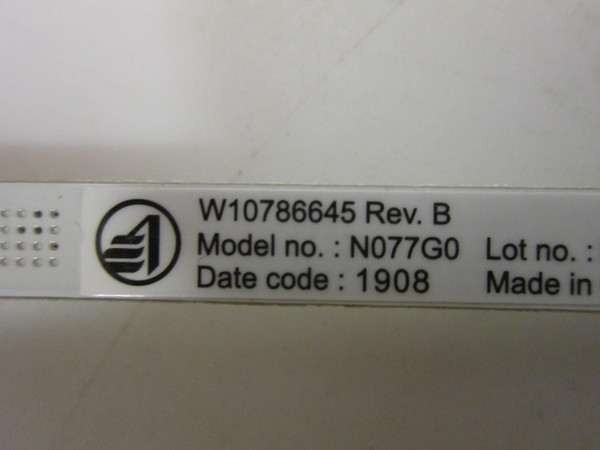 W10786645 Rev. B
Model no. : N077G0 Lot no. :
Date code : 1908 Made in